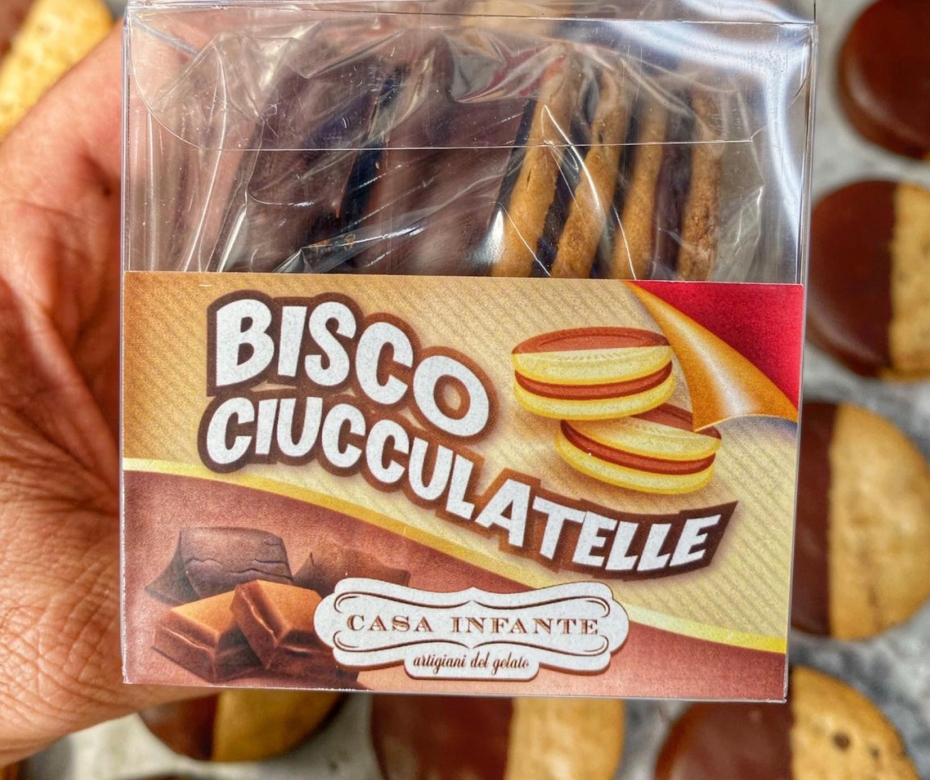 BISCO
CIUCCULATELLE
CASA INFANTE
artigiani del gelato